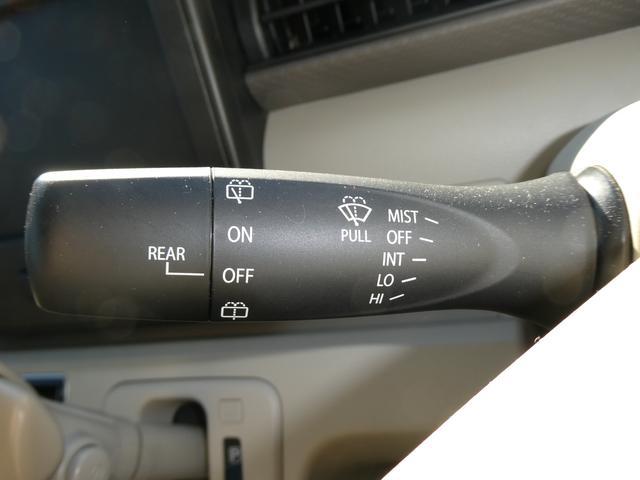 ON
REAR
OFF
PULL
MIST
OFF
INT
LO
HI
P